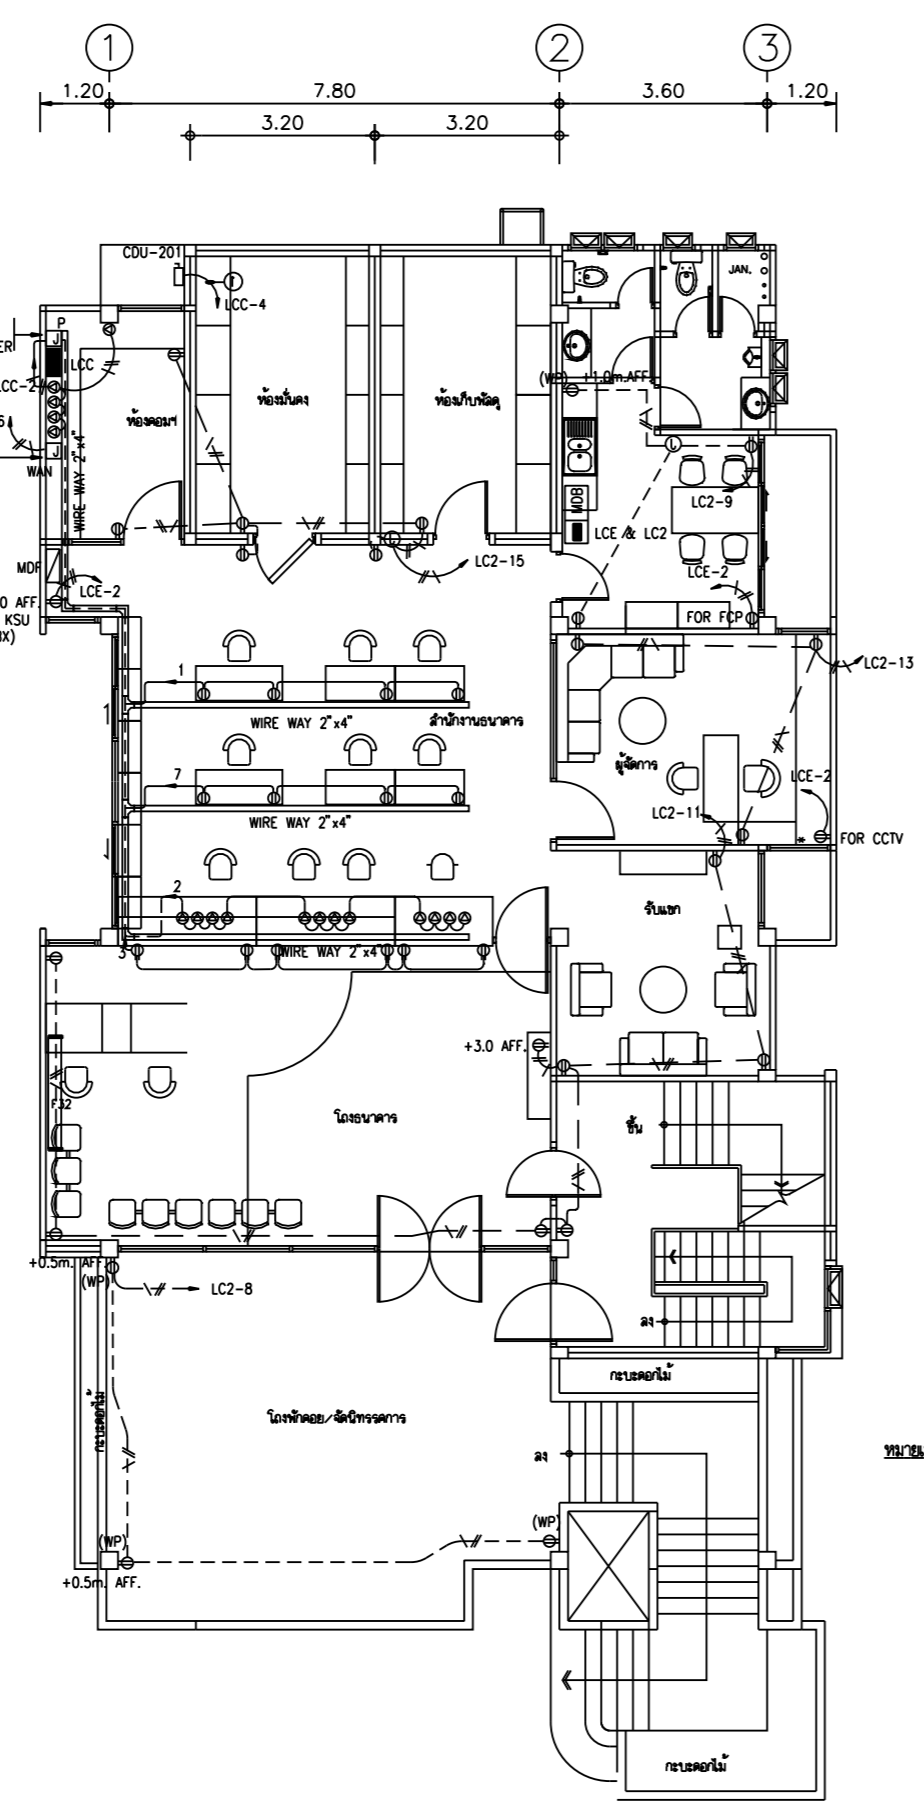 1 2 3
1.20 7.80 3.60 1.20
3.20 3.20
CDU-201
LCC-4
JAN.
P
J
ER
LCC
LCC-2
(WP) +1.0m.AFF.
ห้องคอมฯ
ห้องมั่นคง
ห้องเก็บพัสดุ
WIRE WAY 2"x4"
J
WAN
MDB
LC2-9
LCE & LC2
LC2-15
MDF
LCE-2
LCE-2
0 AFF.
KSU
FOR FCP
1
LC2-13
WIRE WAY 2"x4"
สำนักงานธนาคาร
ผู้จัดการ
7
LCE-2
WIRE WAY 2"x4"
LC2-11
* FOR CCTV
2
รับแขก
3
WIRE WAY 2"x4"
+3.0 AFF.
F32
โถงธนาคาร
ขึ้น
+0.5m. AFF.
(WP)
LC2-8
ลง
กะบะดอกไม้
กะบะดอกไม้
โถงพักคอย/จัดนิทรรศการ
ลง
หมายเ
(WP)
(WP)
+0.5m. AFF.
กะบะดอกไม้